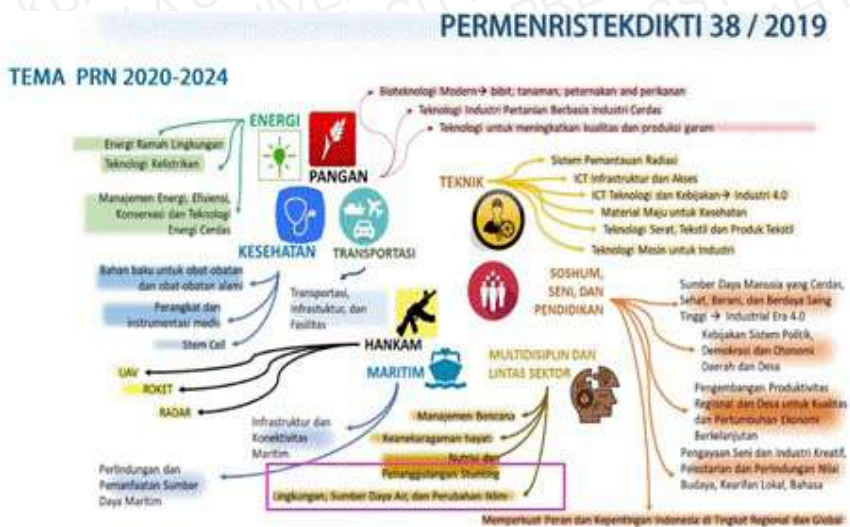 PERMENRISTEKDIKTI 38 / 2019
TEMA PRN 2020-2024
ENERGI
Energi Ramah Lingkungan
Teknologi Kelistrikan
Manajemen Energi, Efisiensi,
Konservasi dan Teknologi
Energi Cerdas
PANGAN
Bioteknologi Modern→ bibit; tanaman; peternakan and perikanan
Teknologi Industri Pertanian Berbasis Industri Cerdas
Teknologi untuk meningkatkan kualitas dan produksi garam
TEKNIK
Sistem Pemantauan Radiasi
ICT Infrastruktur dan Akses
ICT Teknologi dan Kebijakan→ Industri 4.0
Material Maju untuk Kesehatan
Teknologi Serat, Tekstil dan Produk Tekstil
Teknologi Mesin untuk Industri
KESEHATAN
Bahan baku untuk obat-obatan
dan obat-obatan alami
Perangkat dan
instrumentasi medis
Stem Cell
TRANSPORTASI
Transportasi,
Infrastuktur, dan
Fasilitas
HANKAM
UAV
ROKET
RADAR
SOSHUM,
SENI, DAN
PENDIDIKAN
Sumber Daya Manusia yang Cerdas,
Sehat, Berani, dan Berdaya Saing
Tinggi → Industrial Era 4.0
Kebijakan Sistem Politik,
Demokrasi dan Otonomi
Daerah dan Desa
Pengembangan Produktivitas
Regional dan Desa untuk Kualitas
dan Pertumbuhan Ekonomi
Berkelanjutan
Pengayaan Seni dan Industri Kreatif,
Pelestarian dan Perlindungan Nilai
Budaya, Kearifan Lokal, Bahasa
Memperkuat Peran dan Kepentingan Indonesia di Tingkat Regional dan Global
MARITIM
Infrastruktur dan
Konektivitas
Maritim
Perlindungan dan
Pemanfaatan Sumber
Daya Maritim
MULTIDISIPLIN DAN
LINTAS SEKTOR
Manajemen Bencana
Keanekaragaman hayati
Nutrisi dan
Penanggulangan Stunting
Lingkungan, Sumber Daya Air, dan Perubahan Iklim